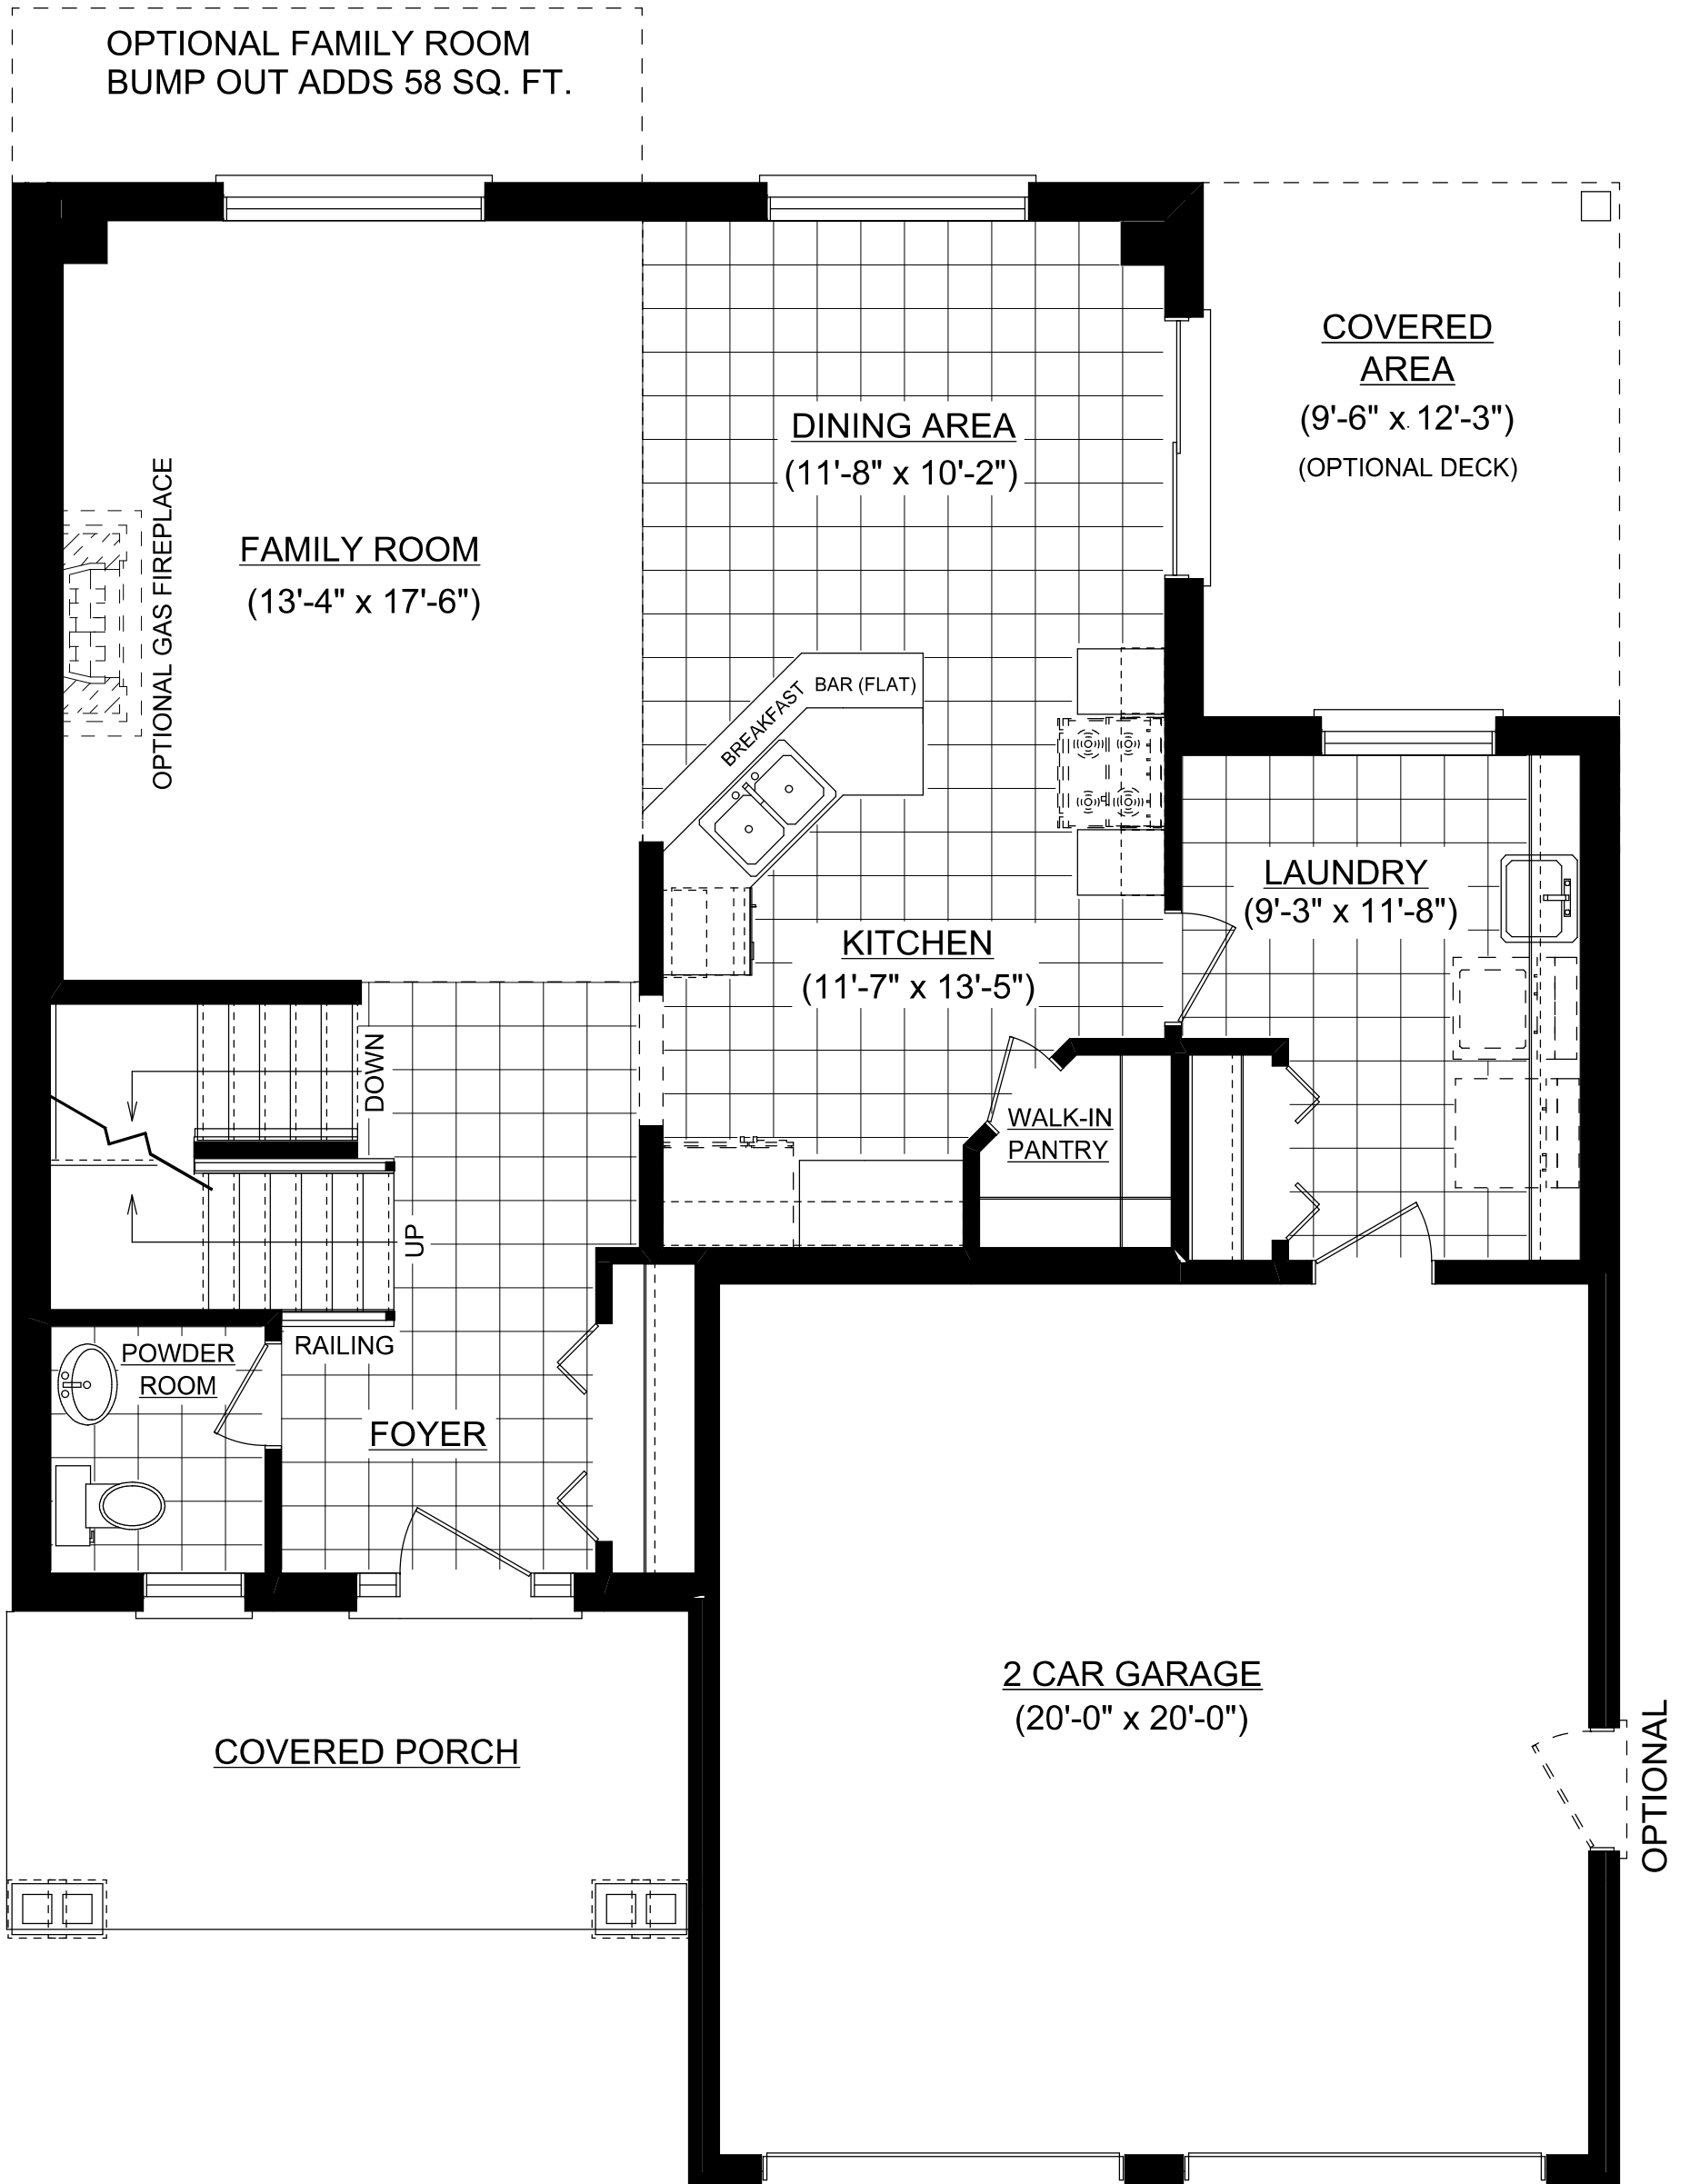 OPTIONAL FAMILY ROOM
BUMP OUT ADDS 58 SQ. FT.
COVERED
AREA
(9'-6" x 12'-3")
(OPTIONAL DECK)
DINING AREA
(11'-8" x 10'-2")
FAMILY ROOM
(13'-4" x 17'-6")
OPTIONAL GAS FIREPLACE
BREAKFAST
BAR (FLAT)
LAUNDRY
(9'-3" x 11'-8")
KITCHEN
(11'-7" x 13'-5")
DOWN
WALK-IN
PANTRY
UP
RAILING
POWDER
ROOM
FOYER
2 CAR GARAGE
(20'-0" x 20'-0")
COVERED PORCH
OPTIONAL